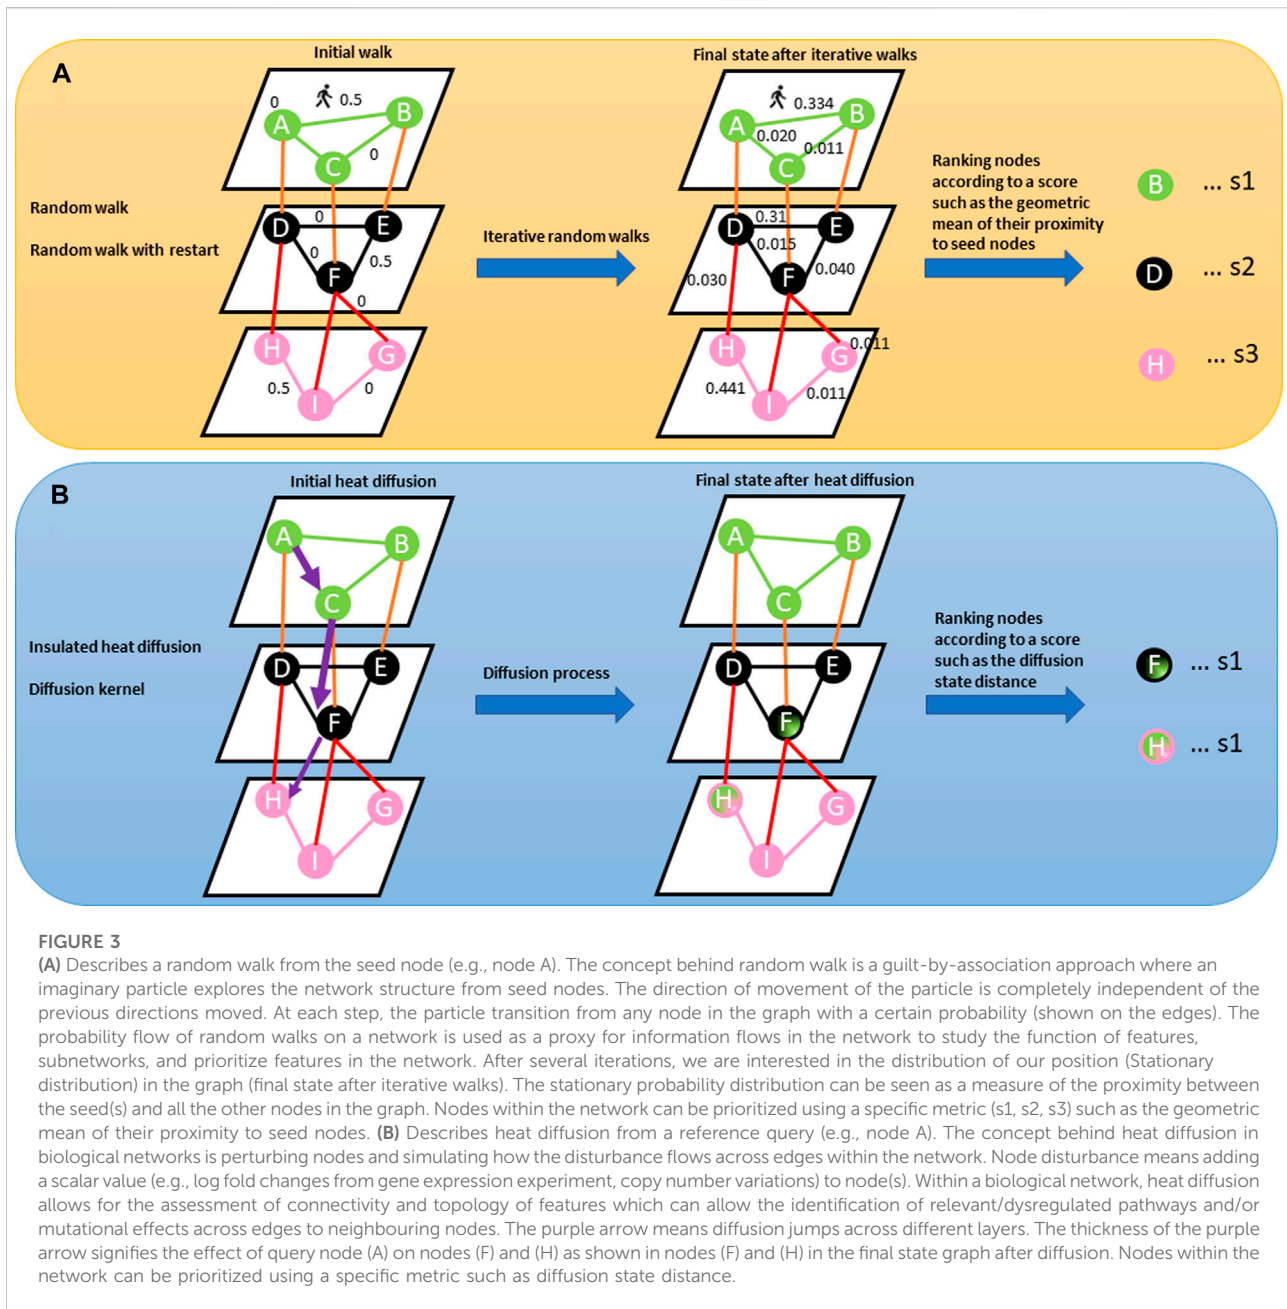 A
Initial walk
Final state after iterative walks
0
0.5
A
B
C
0
0.334
A
B
0.020
0.011
C
Ranking nodes
according to a score
such as the geometric
mean of their proximity
to seed nodes
B ... s1
Random walk
Random walk with restart
0
D
E
0
0.5
F
0
Iterative random walks
0.31
D
E
0.015
0.040
F
0.030
D ... s2
H
G
0.5
0
I
H
G
0.011
0.441
0.011
I
H ... s3
B
Initial heat diffusion
Final state after heat diffusion
A
B
C
A
B
C
Insulated heat diffusion
Diffusion kernel
D
E
F
Diffusion process
D
E
F
Ranking nodes
according to a score
such as the diffusion
state distance
F ... s1
H ... s1
H
G
I
H
G
I
FIGURE 3
(A) Describes a random walk from the seed node (e.g., node A). The concept behind random walk is a guilt-by-association approach where an
imaginary particle explores the network structure from seed nodes. The direction of movement of the particle is completely independent of the
previous directions moved. At each step, the particle transition from any node in the graph with a certain probability (shown on the edges). The
probability flow of random walks on a network is used as a proxy for information flows in the network to study the function of features,
subnetworks, and prioritize features in the network. After several iterations, we are interested in the distribution of our position (Stationary
distribution) in the graph (final state after iterative walks). The stationary probability distribution can be seen as a measure of the proximity between
the seed(s) and all the other nodes in the graph. Nodes within the network can be prioritized using a specific metric (s1, s2, s3) such as the geometric
mean of their proximity to seed nodes. (B) Describes heat diffusion from a reference query (e.g., node A). The concept behind heat diffusion in
biological networks is perturbing nodes and simulating how the disturbance flows across edges within the network. Node disturbance means adding
a scalar value (e.g., log fold changes from gene expression experiment, copy number variations) to node(s). Within a biological network, heat diffusion
allows for the assessment of connectivity and topology of features which can allow the identification of relevant/dysregulated pathways and/or
mutational effects across edges to neighbouring nodes. The purple arrow means diffusion jumps across different layers. The thickness of the purple
arrow signifies the effect of query node (A) on nodes (F) and (H) as shown in nodes (F) and (H) in the final state graph after diffusion. Nodes within the
network can be prioritized using a specific metric such as diffusion state distance.